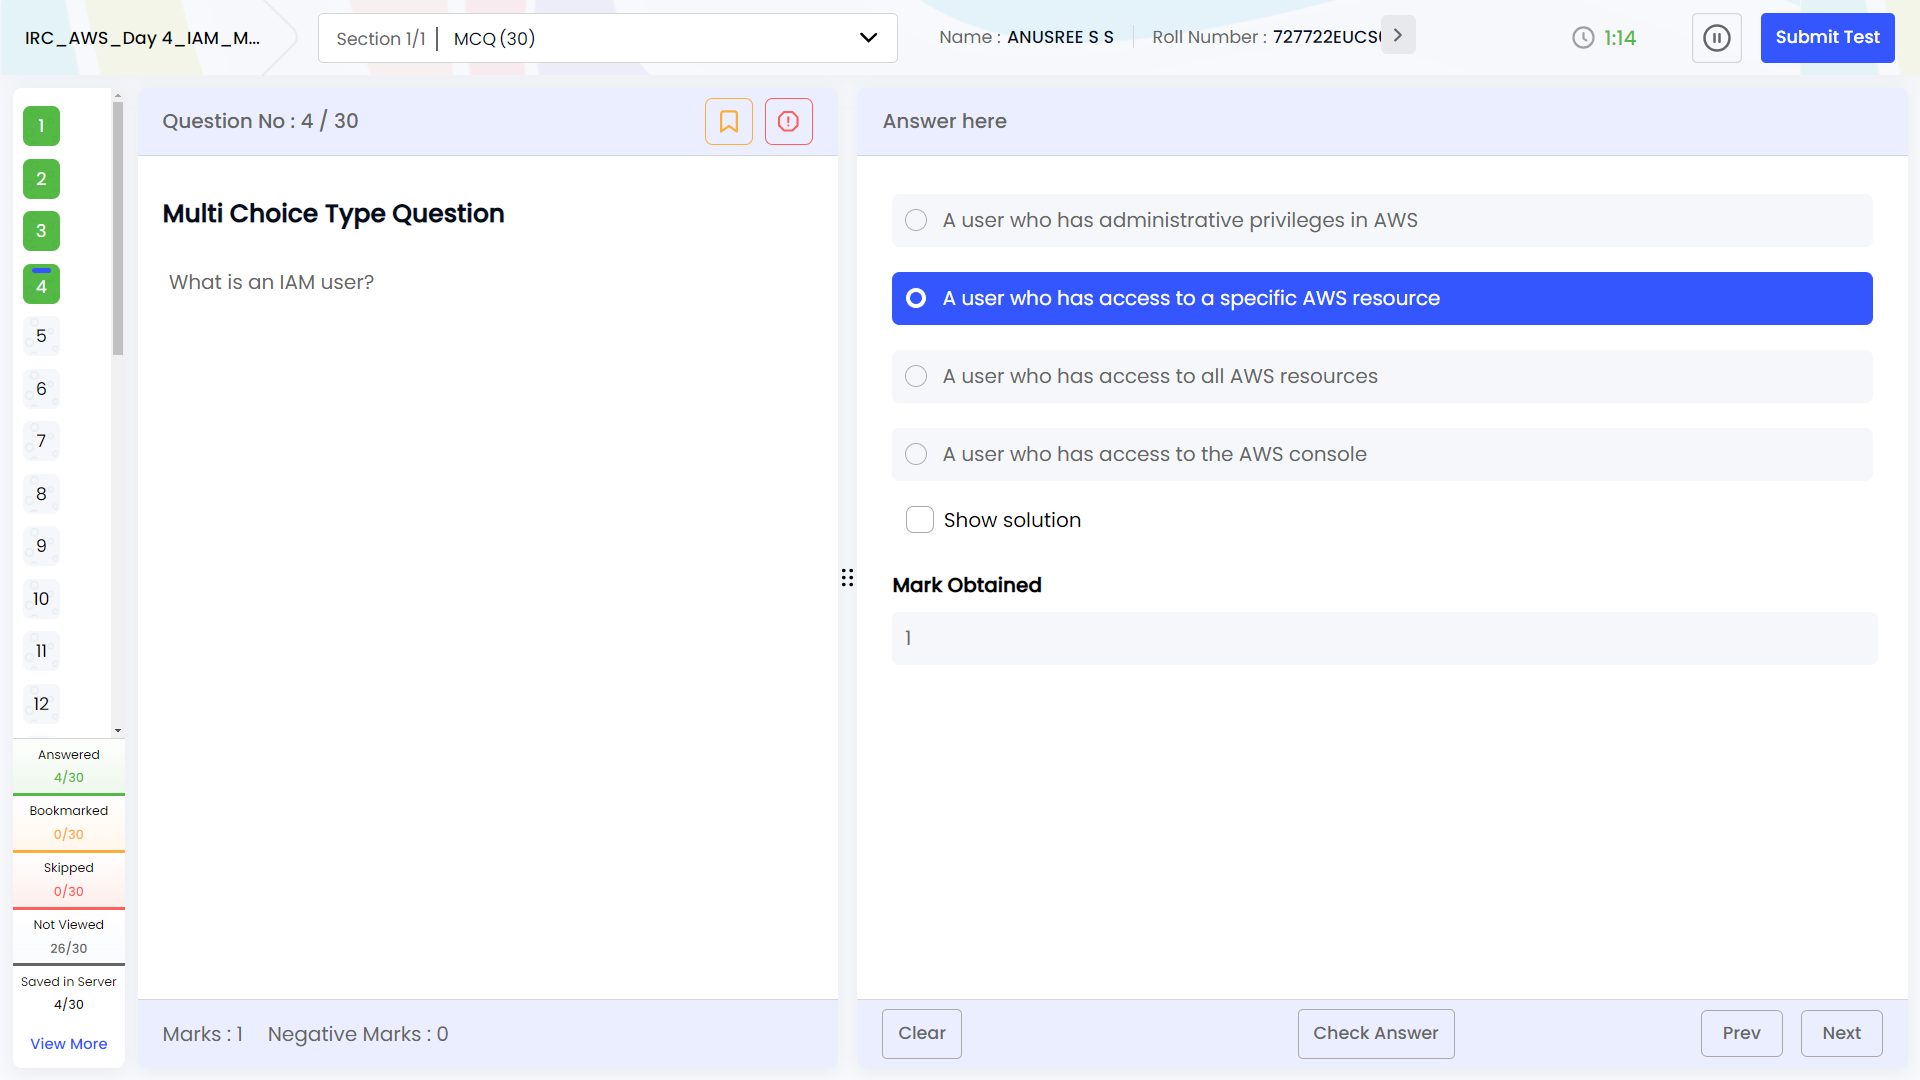 IRC_AWS_Day 4_IAM_M...
Section 1/1 | MCQ (30)
Name : ANUSREE S S
Roll Number : 727722EUCS
1:14
Submit Test
1
2
3
4
5
6
7
8
9
10
11
12
Answered
4/30
Bookmarked
0/30
Skipped
0/30
Not Viewed
26/30
Saved in Server
4/30
View More
Question No : 4 / 30
Multi Choice Type Question
What is an IAM user?
Marks : 1 Negative Marks : 0
Answer here
A user who has administrative privileges in AWS
A user who has access to a specific AWS resource
A user who has access to all AWS resources
A user who has access to the AWS console
Show solution
Mark Obtained
1
Clear
Check Answer
Prev
Next